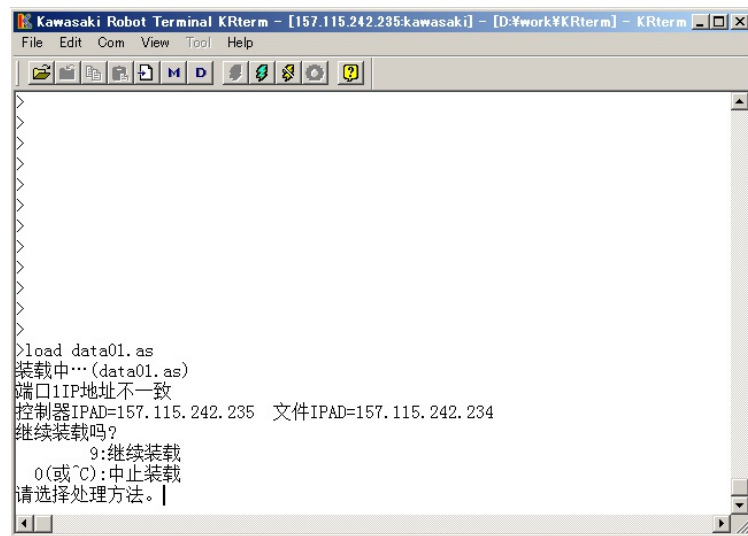 Kawasaki Robot Terminal KRterm - [157.115.242.235:kawasaki] - [D:¥work¥KRterm] - KRterm
File Edit Com View Tool Help
M D
>
>
>
>
>
>
>
>
>
>
>
>
>load data01.as
装载中…(data01.as)
端口1IP地址不一致
控制器IPAD=157.115.242.235 文件IPAD=157.115.242.234
继续装载吗?
9:继续装载
0(或^C):中止装载
请选择处理方法。